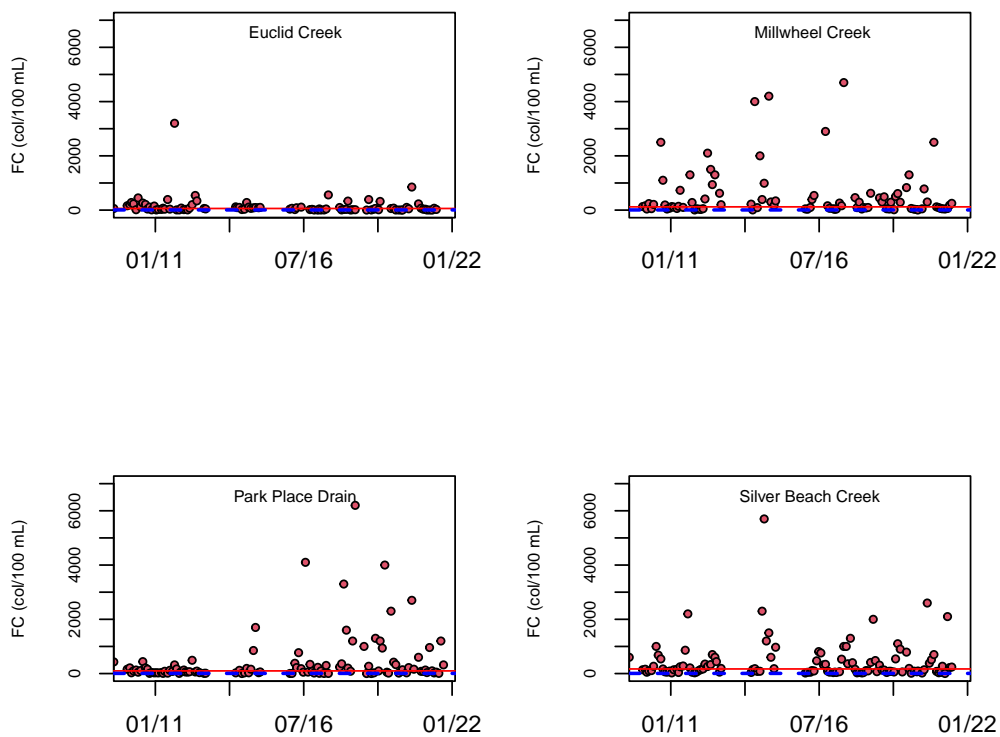 Euclid Creek
FC (col/100 mL)
6000
4000
2000
0
01/11 07/16 01/22
Millwheel Creek
FC (col/100 mL)
6000
4000
2000
0
01/11 07/16 01/22
Park Place Drain
FC (col/100 mL)
6000
4000
2000
0
01/11 07/16 01/22
Silver Beach Creek
FC (col/100 mL)
6000
4000
2000
0
01/11 07/16 01/22